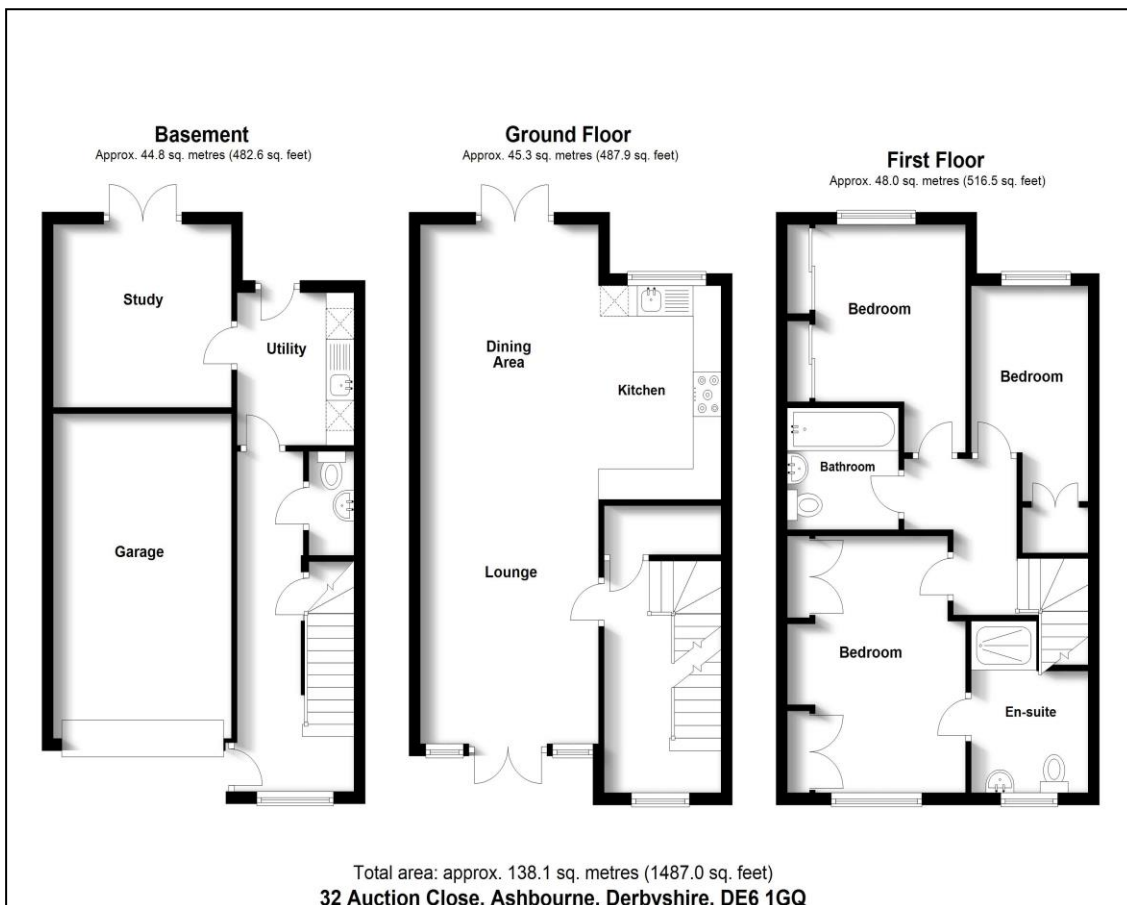 Basement
Approx. 44.8 sq. metres (482.6 sq. feet)
Study
Utility
Garage
Ground Floor
Approx. 45.3 sq. metres (487.9 sq. feet)
Dining
Area
Kitchen
Lounge
First Floor
Approx. 48.0 sq. metres (516.5 sq. feet)
Bedroom
Bedroom
Bathroom
Bedroom
En-suite
Total area: approx. 138.1 sq. metres (1487.0 sq. feet)
32 Auction Close, Ashbourne, Derbyshire, DE6 1GQ